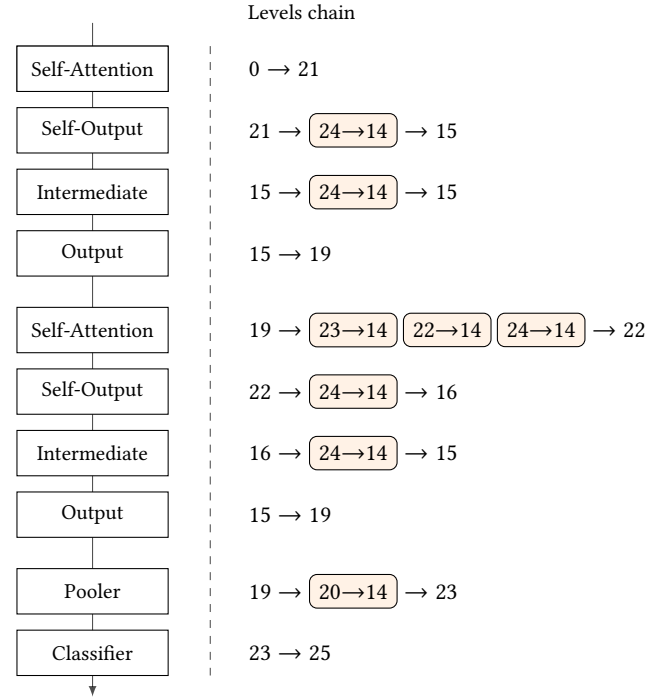 Levels chain
Self-Attention 0 → 21
Self-Output 21 → 24→14 → 15
Intermediate 15 → 24→14 → 15
Output 15 → 19
Self-Attention 19 → 23→14 22→14 24→14 → 22
Self-Output 22 → 24→14 → 16
Intermediate 16 → 24→14 → 15
Output 15 → 19
Pooler 19 → 20→14 → 23
Classifier 23 → 25